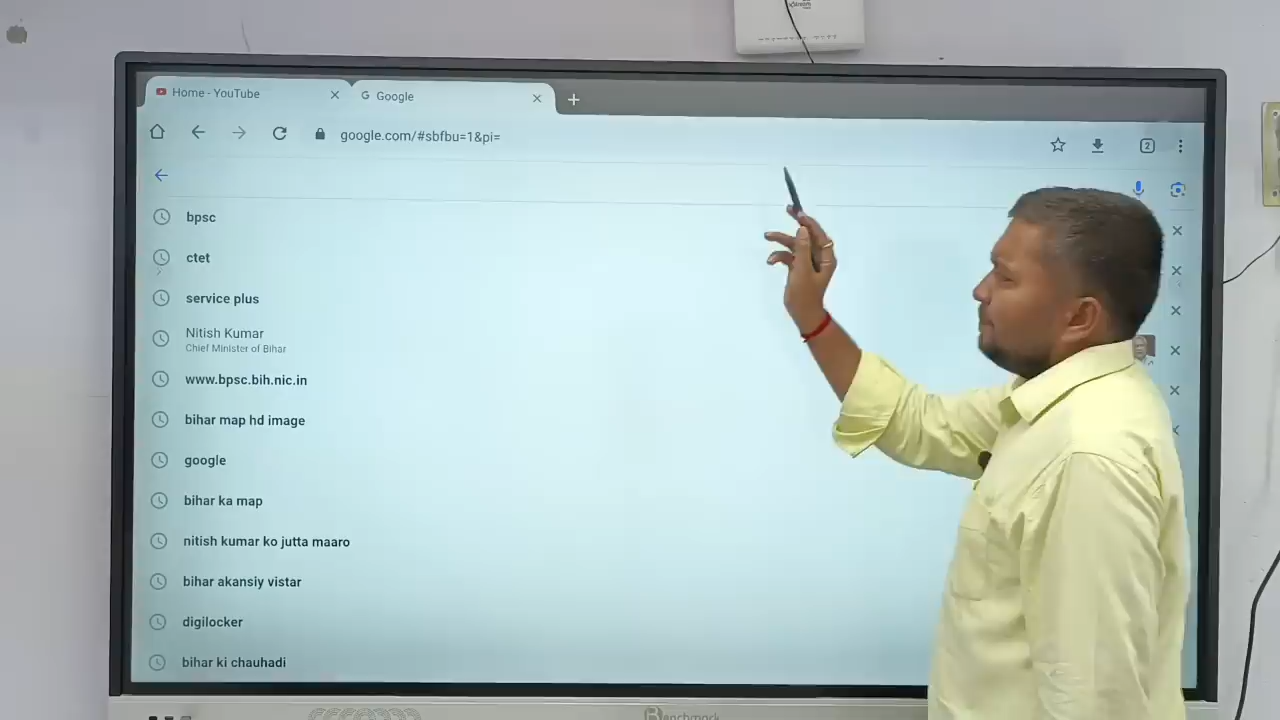 Home - YouTube
Google
google.com/#sbfbu=1&pi=
2
bpsc
ctet
service plus
Nitish Kumar
Chief Minister of Bihar
www.bpsc.bih.nic.in
bihar map hd image
google
bihar ka map
nitish kumar ko jutta maaro
bihar akansiy vistar
digilocker
bihar ki chauhadi
Benchmark